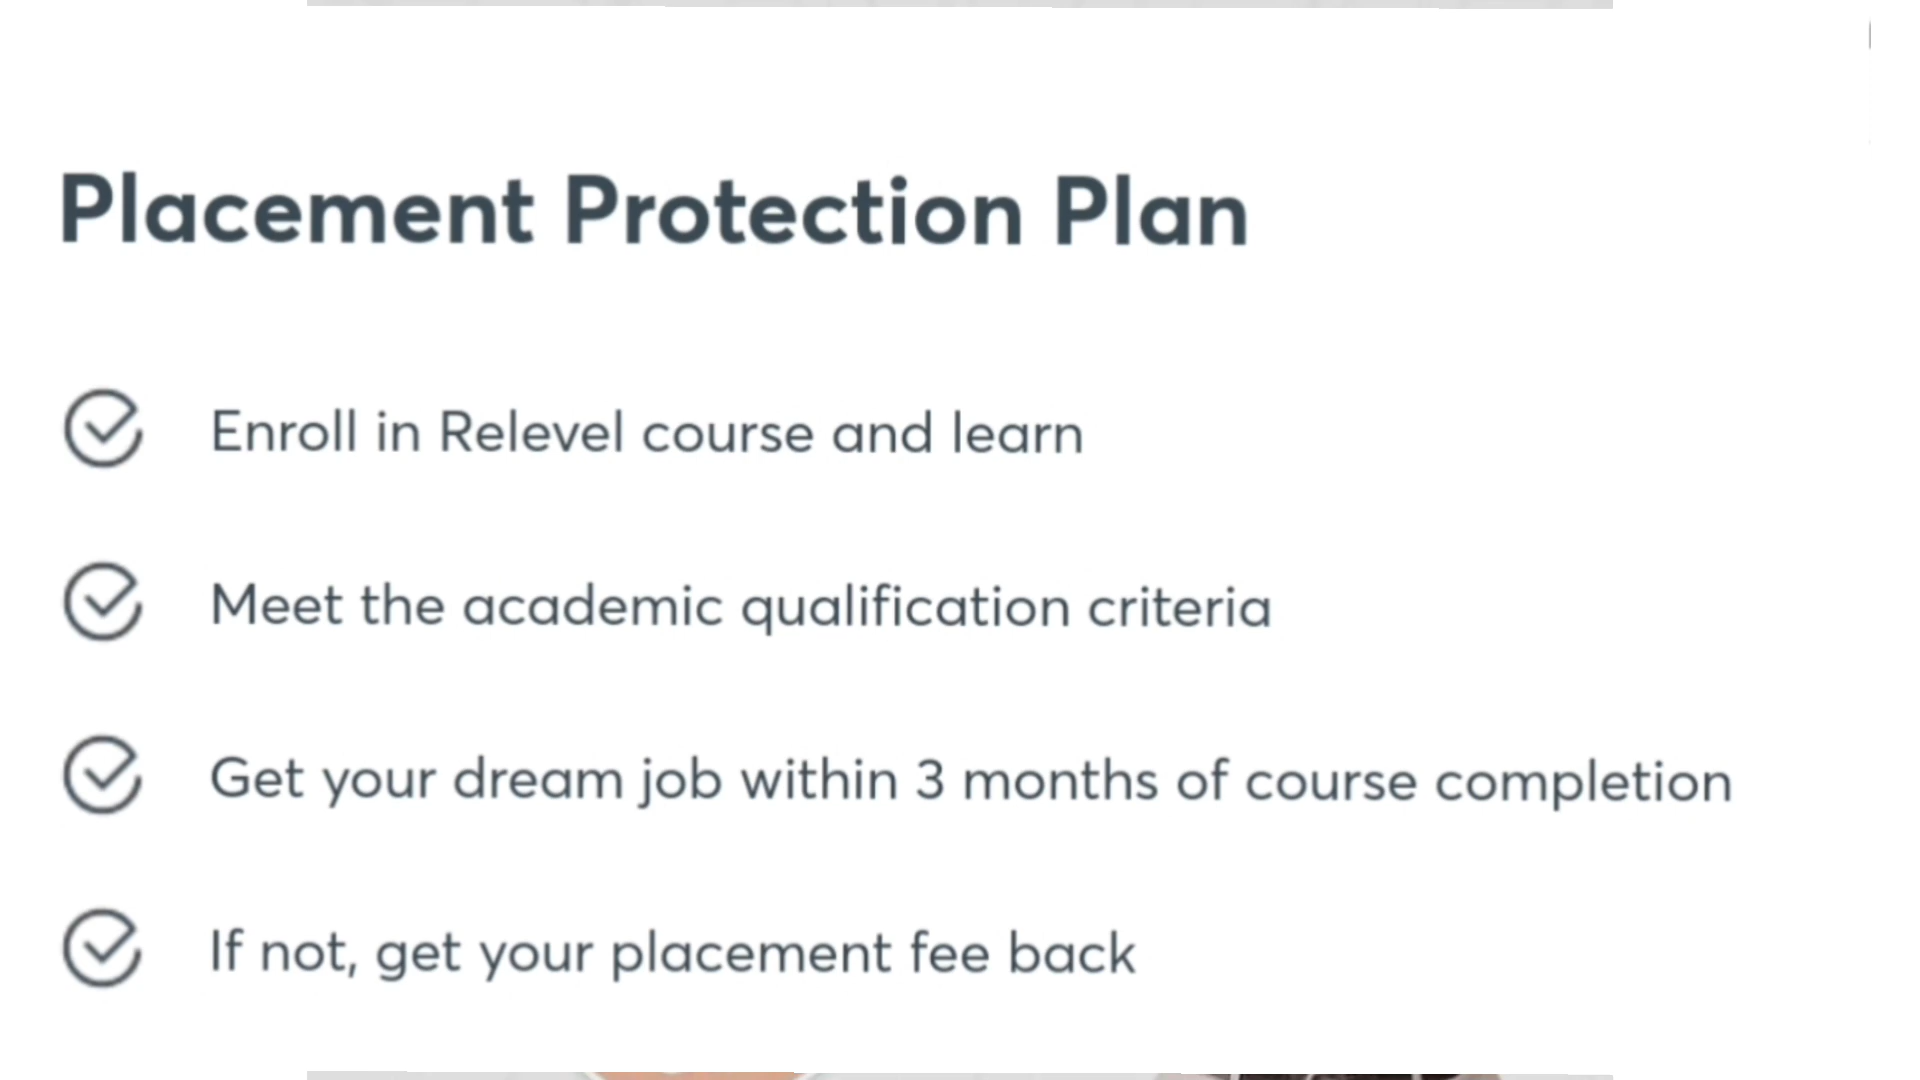 Placement Protection Plan
Enroll in Relevel course and learn
Meet the academic qualification criteria
Get your dream job within 3 months of course completion
If not, get your placement fee back